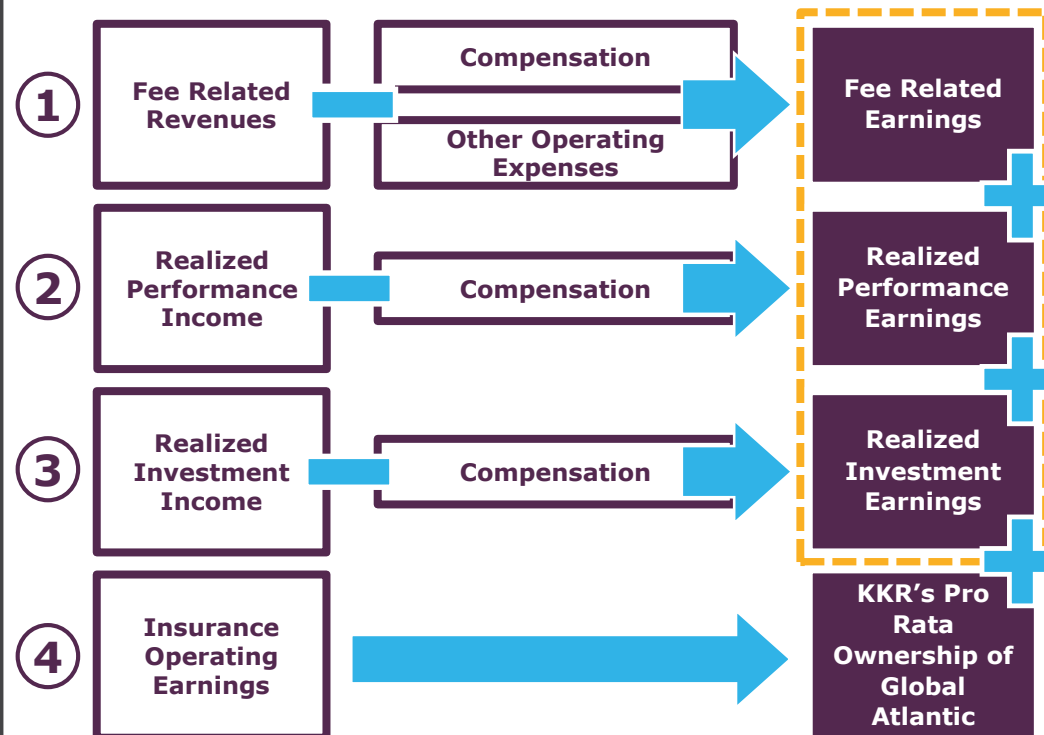 1
Fee Related
Revenues
Compensation
Other Operating
Expenses
Fee Related
Earnings
2
Realized
Performance
Income
Compensation
Realized
Performance
Earnings
3
Realized
Investment
Income
Compensation
Realized
Investment
Earnings
4
Insurance
Operating
Earnings
KKR’s Pro
Rata
Ownership of
Global
Atlantic